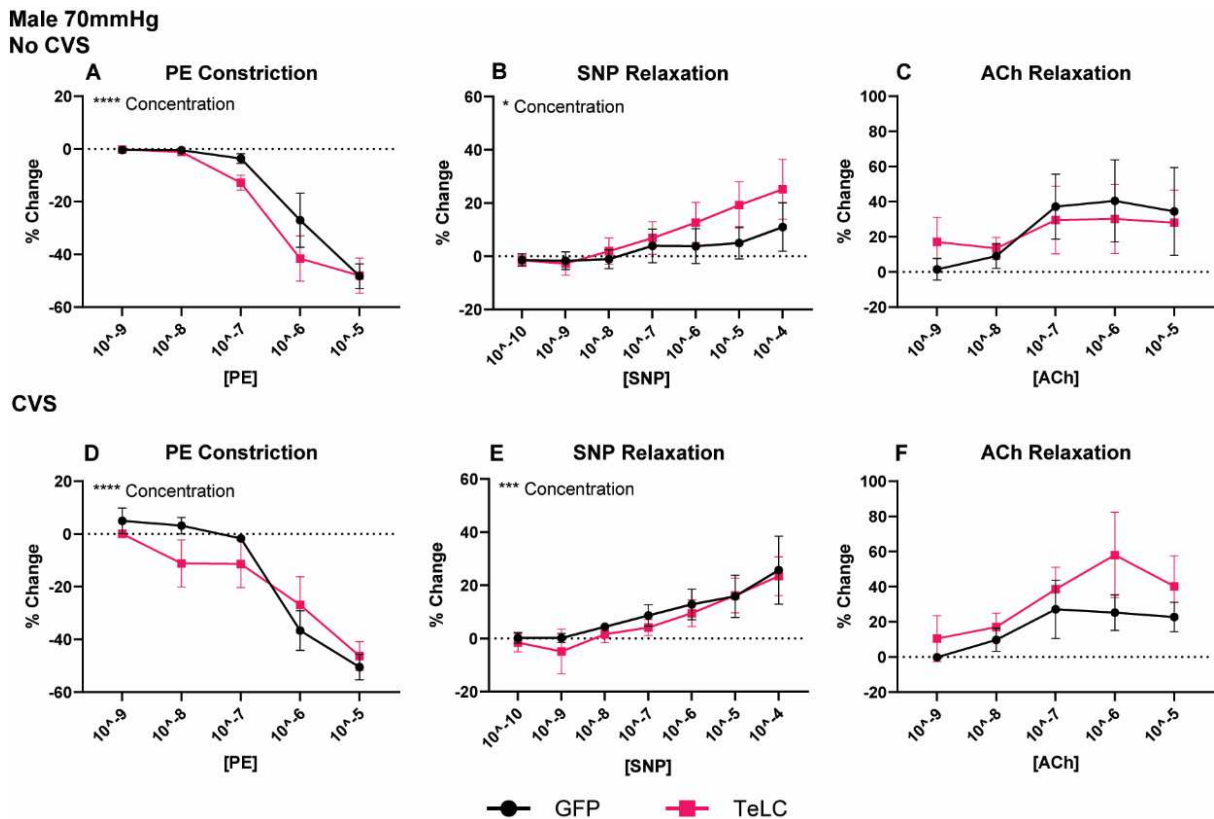 Male 70mmHg
No CVS
A PE Constriction
**** Concentration
% Change
20
0
-20
-40
-60
10^-9 10^-8 10^-7 10^-6 10^-5
[PE]
B SNP Relaxation
* Concentration
% Change
60
40
20
0
-20
10^-10 10^-9 10^-8 10^-7 10^-6 10^-5 10^-4
[SNP]
C ACh Relaxation
% Change
100
80
60
40
20
0
-20
10^-9 10^-8 10^-7 10^-6 10^-5
[ACh]
CVS
D PE Constriction
**** Concentration
% Change
20
0
-20
-40
-60
10^-9 10^-8 10^-7 10^-6 10^-5
[PE]
E SNP Relaxation
*** Concentration
% Change
60
40
20
0
-20
10^-10 10^-9 10^-8 10^-7 10^-6 10^-5 10^-4
[SNP]
F ACh Relaxation
% Change
100
80
60
40
20
0
-20
10^-9 10^-8 10^-7 10^-6 10^-5
[ACh]
GFP TeLC